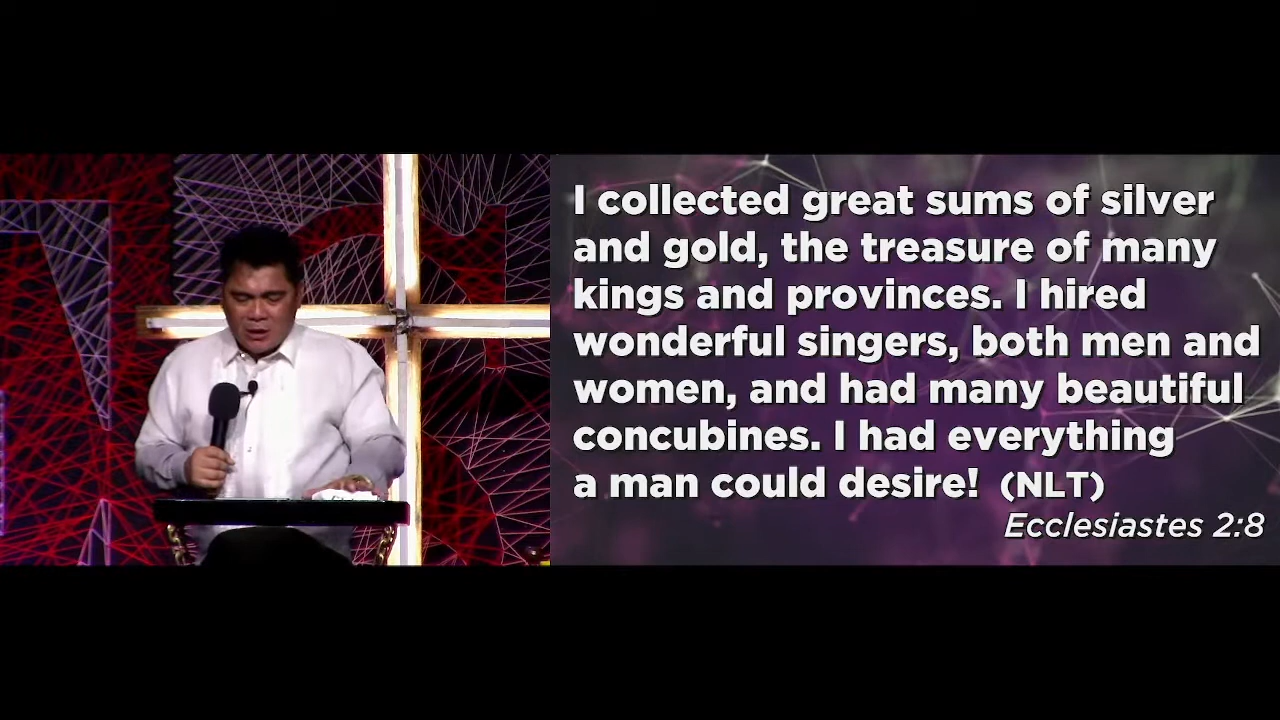 I collected great sums of silver
and gold, the treasure of many
kings and provinces. I hired
wonderful singers, both men and
women, and had many beautiful
concubines. I had everything
a man could desire! (NLT)
Ecclesiastes 2:8